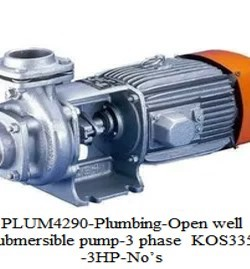 PLUM4290-Plumbing-Open well
ubmersible pump-3 phase KOS335
-3HP-No’s